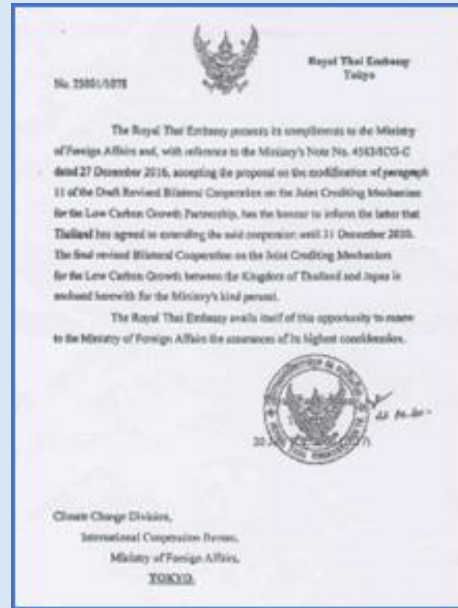 Royal Thai Embassy
Tokyo
The Royal Thai Embassy presents its compliments to the Ministry
of Foreign Affairs and, with reference to the Ministry's Note No.
dated 27 December 2016, accepting the proposal on the modification of paragraph
11 of the Draft Revised Bilateral Cooperation on the Joint Crediting Mechanism
for the Low Carbon Growth Partnership, has the honour to inform the latter that
Thailand has agreed to extending the said cooperation until 31 December
The final revised Bilateral Cooperation on the Joint Crediting Mechanism
for the Low Carbon Growth between the Kingdom of Thailand and Japan is
enclosed herewith for the Ministry's kind perusal.
The Royal Thai Embassy avails itself of this opportunity to renew
to the Ministry of Foreign Affairs the assurances of its highest consideration.
Climate Change Division,
International Cooperation Bureau,
Ministry of Foreign Affairs,
TOKYO.